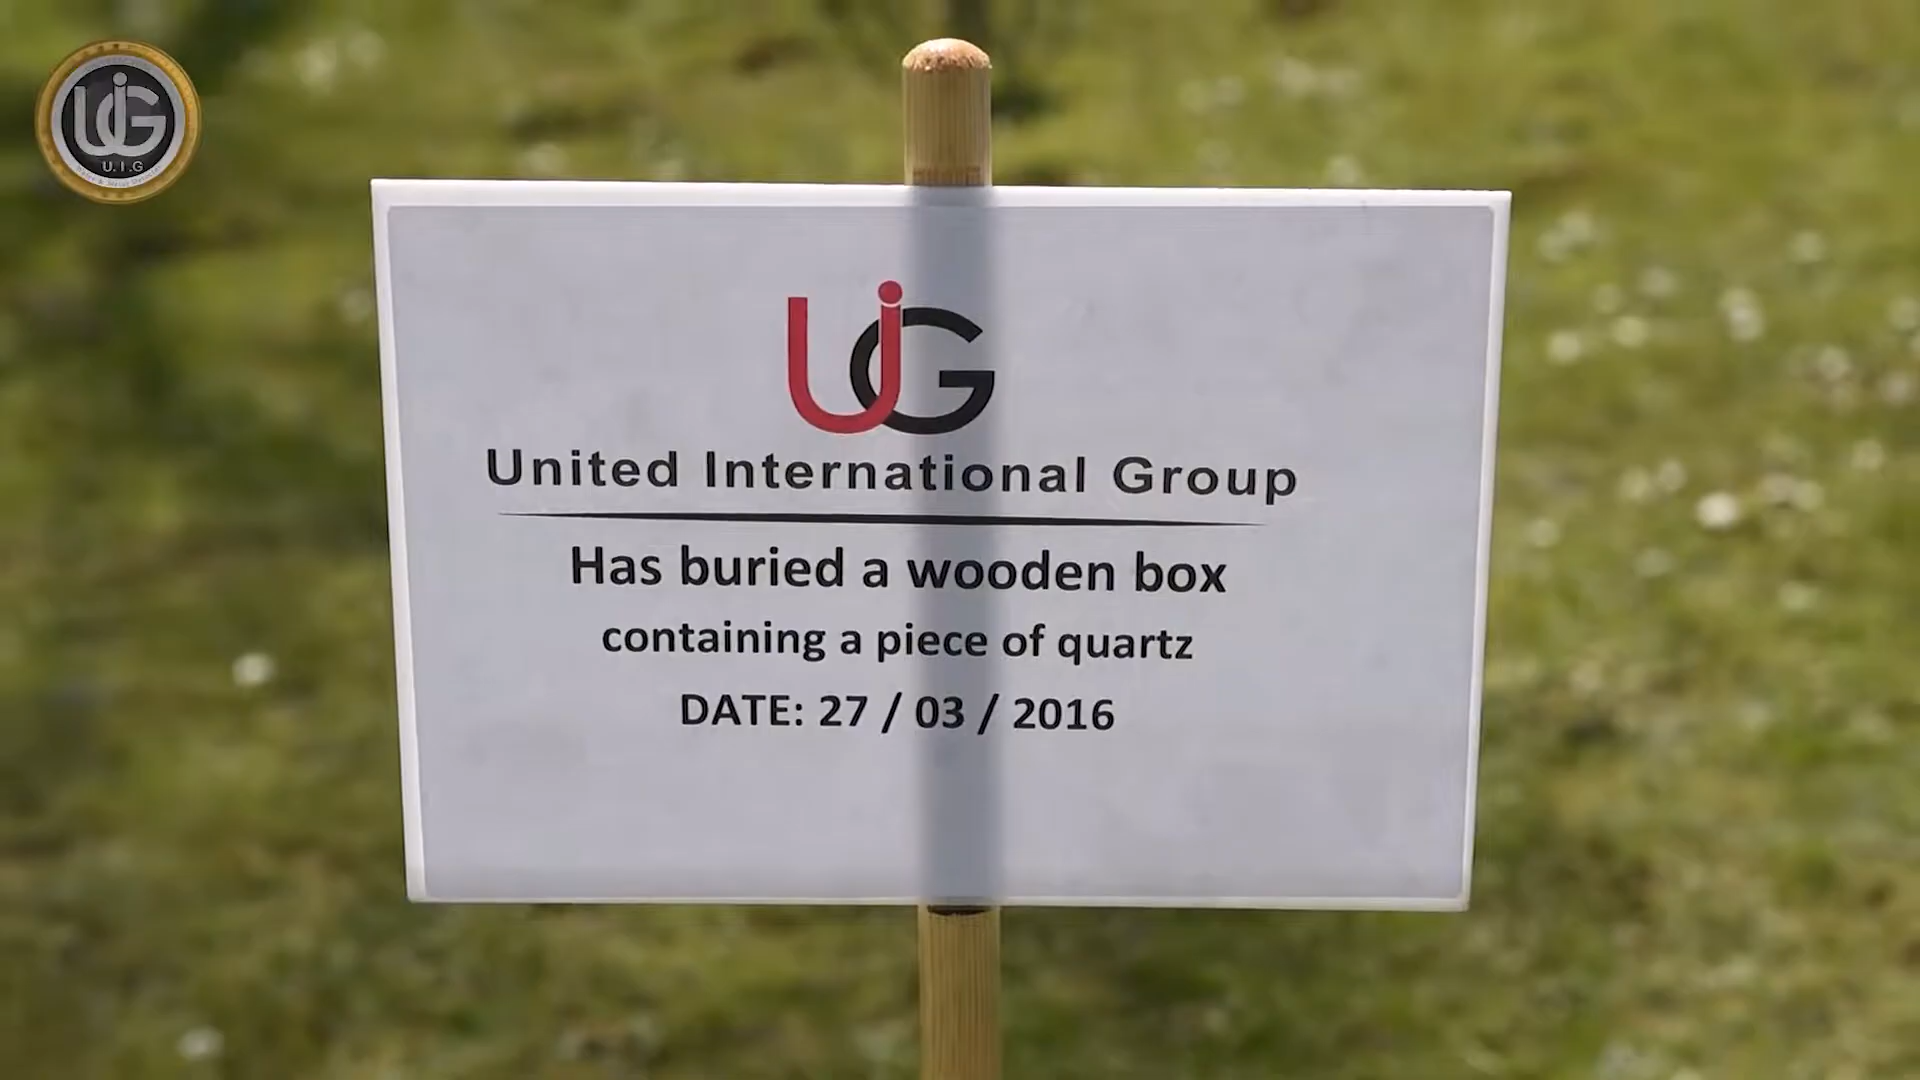 UiG
U.I.G
UiG
United International Group
Has buried a wooden box
containing a piece of quartz
DATE: 27 / 03 / 2016